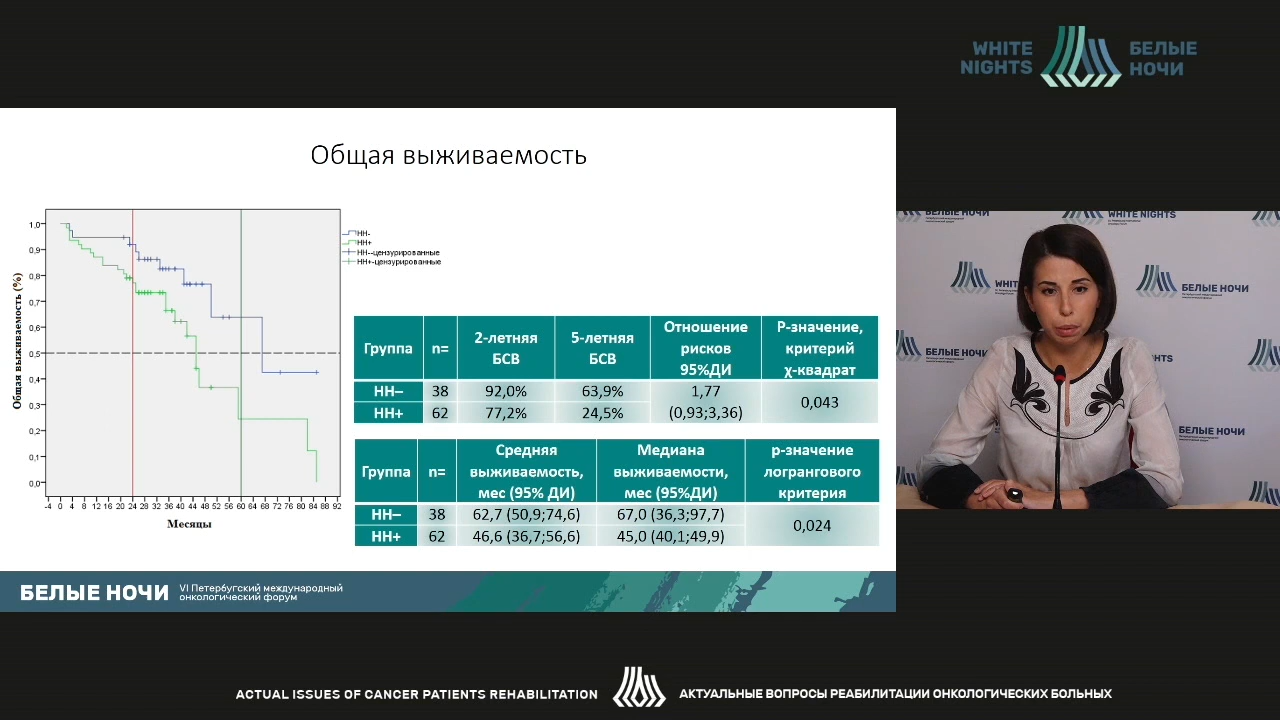 WHITE
NIGHTS
БЕЛЫЕ
НОЧИ
Общая выживаемость
Общая выживаемость (%)
1,0
0,9
0,8
0,7
0,6
0,5
0,4
0,3
0,2
0,1
0,0
-4 0 4 8 12 16 20 24 28 32 36 40 44 48 52 56 60 64 68 72 76 80 84 88 92
Месяцы
НН-
НН+
НН--цензурированные
НН+-цензурированные
Группа n= 2-летняя БСВ 5-летняя БСВ Отношение рисков 95%ДИ Р-значение, критерий χ-квадрат
НН– 38 92,0% 63,9% 1,77 (0,93;3,36) 0,043
НН+ 62 77,2% 24,5%
Группа n= Средняя выживаемость, мес (95% ДИ) Медиана выживаемости, мес (95%ДИ) р-значение логрангового критерия
НН– 38 62,7 (50,9;74,6) 67,0 (36,3;97,7) 0,024
НН+ 62 46,6 (36,7;56,6) 45,0 (40,1;49,9)
БЕЛЫЕ НОЧИ
VI Петербугский международный
онкологический форум
WHITE NIGHTS
БЕЛЫЕ НОЧИ
БЕЛЫЕ НОЧИ
ACTUAL ISSUES OF CANCER PATIENTS REHABILITATION
АКТУАЛЬНЫЕ ВОПРОСЫ РЕАБИЛИТАЦИИ ОНКОЛОГИЧЕСКИХ БОЛЬНЫХ